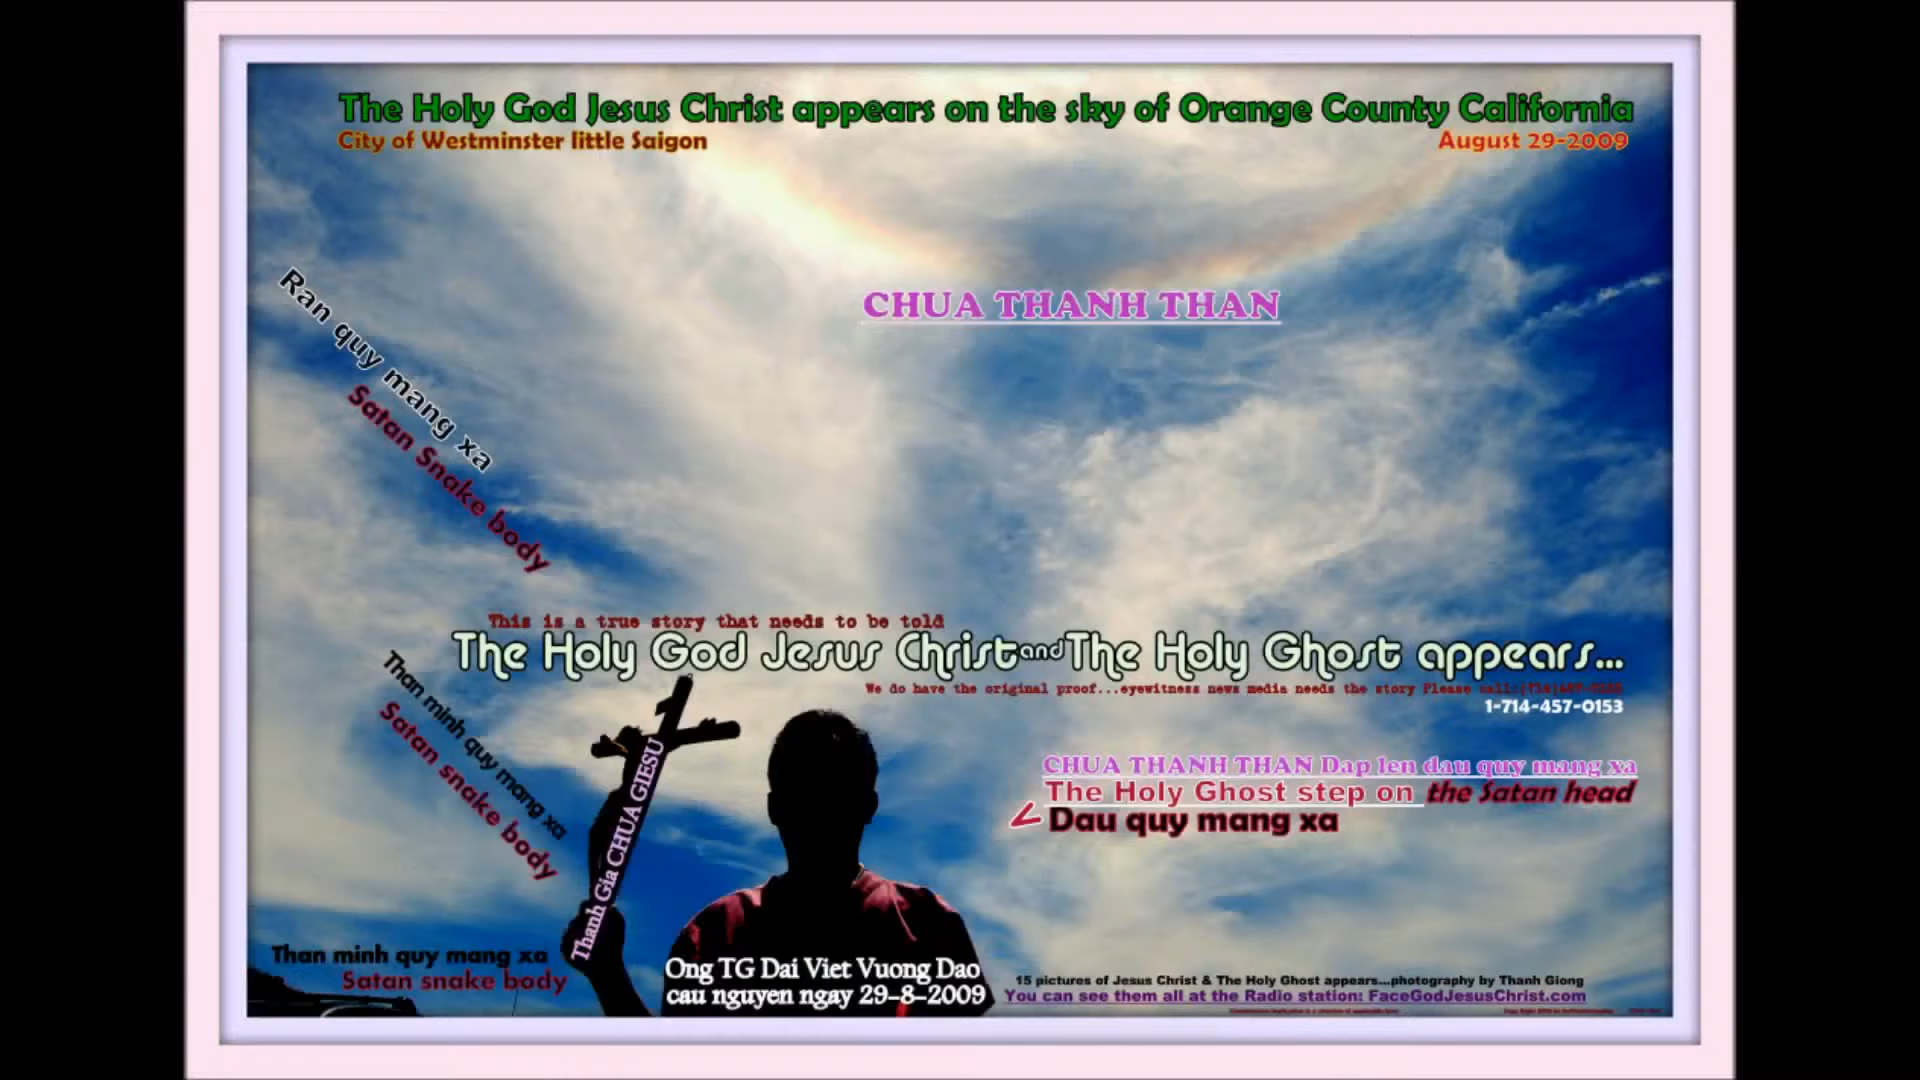 The Holy God Jesus Christ appears on the sky of Orange County California
City of Westminster little Saigon
August 29-2009
CHUA THANH THAN
Ran quy mang xa
Satan Snake body
This is a true story that needs to be told
The Holy God Jesus Christ and The Holy Ghost appears...
We do have the original proof...eyewitness news media needs the story Please call:
1-714-457-0153
Than minh quy mang xa
Satan snake body
Thanh Gia CHUA GIESU
CHUA THANH THAN Dap len dau quy mang xa
The Holy Ghost step on the Satan head
< Dau quy mang xa
Than minh quy mang xa
Satan snake body
Ong TG Dai Viet Vuong Dao
cau nguyen ngay 29-8-2009
15 pictures of Jesus Christ & The Holy Ghost appears...photography by Thanh Giong
You can see them all at the Radio station: FaceGodJesusChrist.com